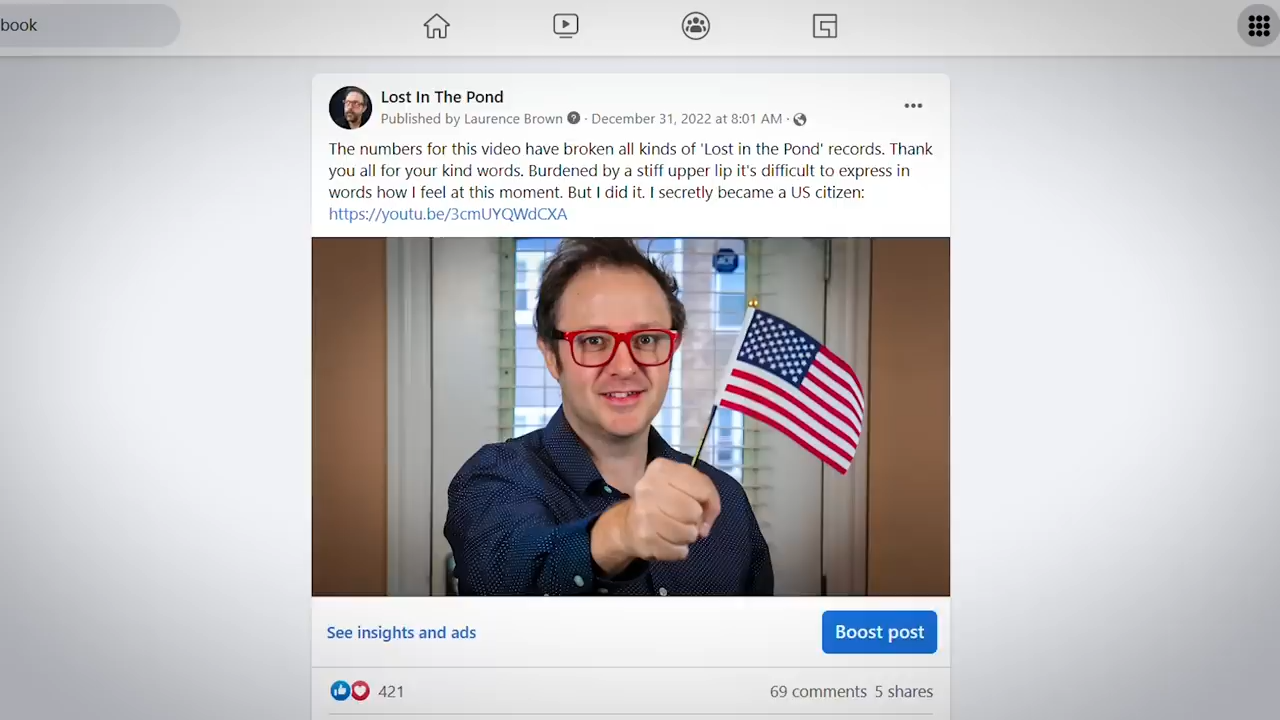 book
Lost In The Pond
Published by Laurence Brown · December 31, 2022 at 8:01 AM ·
The numbers for this video have broken all kinds of 'Lost in the Pond' records. Thank
you all for your kind words. Burdened by a stiff upper lip it's difficult to express in
words how I feel at this moment. But I did it. I secretly became a US citizen:
https://youtu.be/3cmUYQWdCXA
ADT
See insights and ads
Boost post
421
69 comments 5 shares